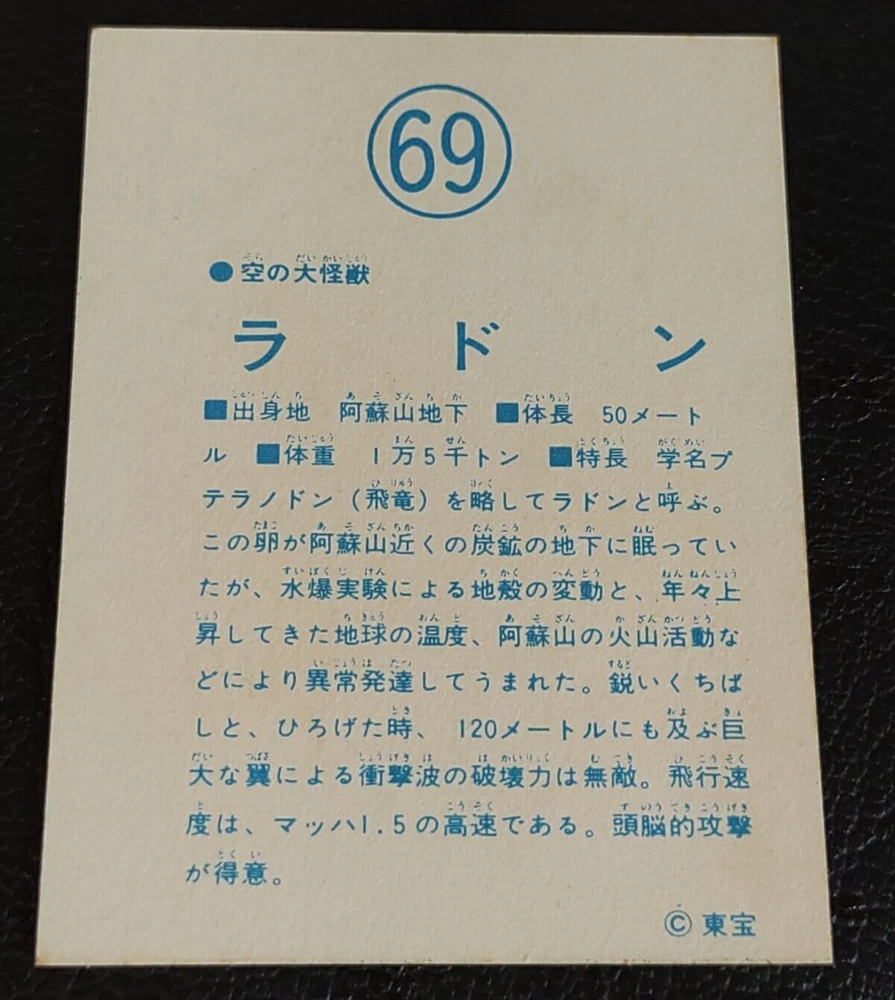 69
●空の大怪獣
ラドン
■出身地 阿蘇山地下 ■体長 50メート
ル ■体重 1万5千トン ■特長 学名プ
テラノドン(飛竜)を略してラドンと呼ぶ。
この卵が阿蘇山近くの炭鉱の地下に眠ってい
たが、水爆実験による地殻の変動と、年々上
昇してきた地球の温度、阿蘇山の火山活動な
どにより異常発達してうまれた。鋭いくちば
しと、ひろげた時、120メートルにも及ぶ巨
大な翼による衝撃波の破壊力は無敵。飛行速
度は、マッハ1.5の高速である。頭脳的攻撃
が得意。
©東宝